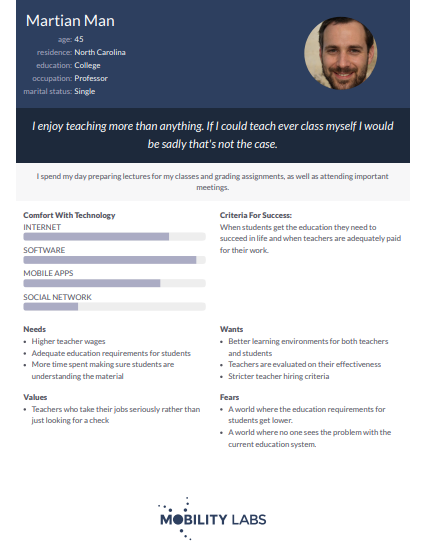 Martian Man
age: 45
residence: North Carolina
education: College
occupation: Professor
marital status: Single
I enjoy teaching more than anything. If I could teach ever class myself I would
be sadly that's not the case.
I spend my day preparing lectures for my classes and grading assignments, as well as attending important
meetings.
Comfort With Technology
INTERNET
SOFTWARE
MOBILE APPS
SOCIAL NETWORK
Criteria For Success:
When students get the education they need to
succeed in life and when teachers are adequately paid
for their work.
Needs
• Higher teacher wages
• Adequate education requirements for students
• More time spent making sure students are
understanding the material
Wants
• Better learning environments for both teachers
and students
• Teachers are evaluated on their effectiveness
• Stricter teacher hiring criteria
Values
• Teachers who take their jobs seriously rather than
just looking for a check
Fears
• A world where the education requirements for
students get lower.
• A world where no one sees the problem with the
current education system.
MOBILITY LABS